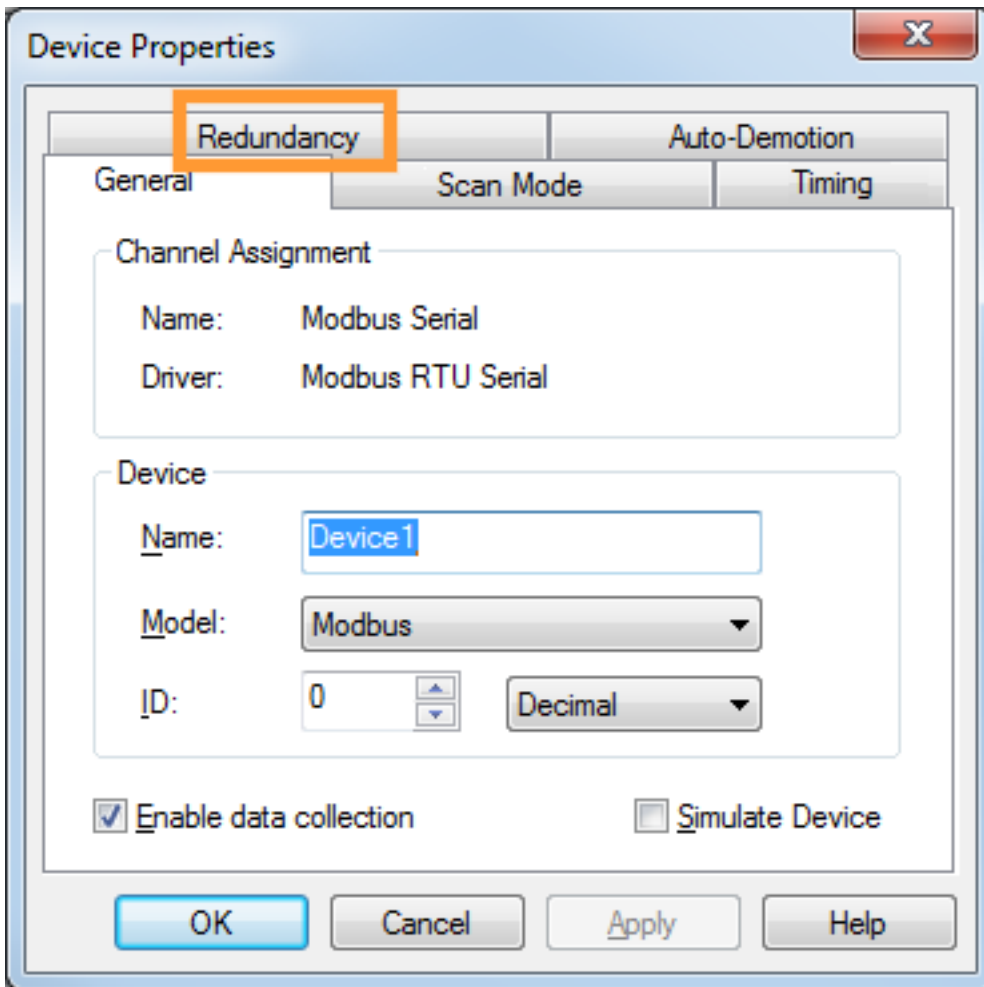 Device Properties
Redundancy Auto-Demotion
General Scan Mode Timing
Channel Assignment
Name: Modbus Serial
Driver: Modbus RTU Serial
Device
Name: Device1
Model: Modbus
ID: 0 Decimal
Enable data collection Simulate Device
OK Cancel Apply Help